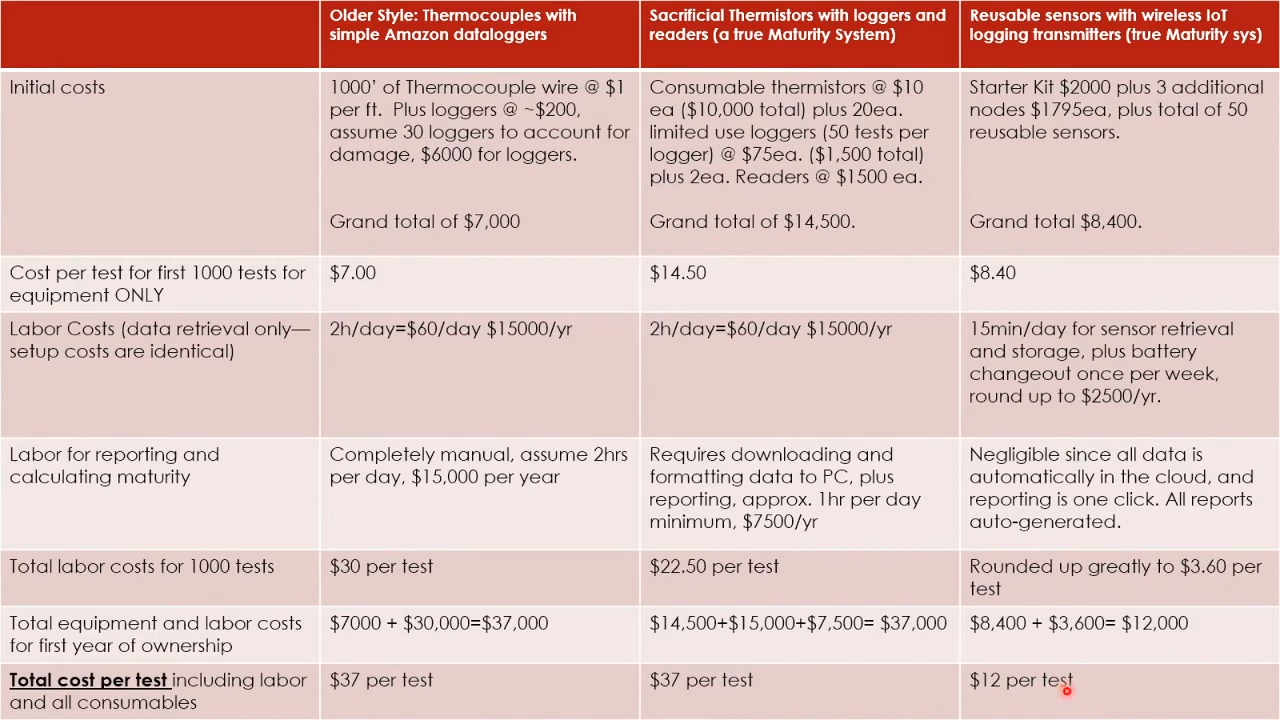 Older Style: Thermocouples with
simple Amazon dataloggers
Sacrificial Thermistors with loggers and
readers (a true Maturity System)
Reusable sensors with wireless IoT
logging transmitters (true Maturity sys)
Initial costs
1000’ of Thermocouple wire @ $1
per ft.  Plus loggers @ ~$200,
assume 30 loggers to account for
damage, $6000 for loggers.
Grand total of $7,000
Consumable thermistors @ $10
ea ($10,000 total) plus 20ea.
limited use loggers (50 tests per
logger) @ $75ea. ($1,500 total)
plus 2ea. Readers @ $1500 ea.
Grand total of $14,500.
Starter Kit $2000 plus 3 additional
nodes $1795ea, plus total of 50
reusable sensors.
Grand total $8,400.
Cost per test for first 1000 tests for
equipment ONLY
$7.00
$14.50
$8.40
Labor Costs (data retrieval only—
setup costs are identical)
2h/day=$60/day $15000/yr
2h/day=$60/day $15000/yr
15min/day for sensor retrieval
and storage, plus battery
changeout once per week,
round up to $2500/yr.
Labor for reporting and
calculating maturity
Completely manual, assume 2hrs
per day, $15,000 per year
Requires downloading and
formatting data to PC, plus
reporting, approx. 1hr per day
minimum, $7500/yr
Negligible since all data is
automatically in the cloud, and
reporting is one click. All reports
auto-generated.
Total labor costs for 1000 tests
$30 per test
$22.50 per test
Rounded up greatly to $3.60 per
test
Total equipment and labor costs
for first year of ownership
$7000 + $30,000=$37,000
$14,500+$15,000+$7,500= $37,000
$8,400 + $3,600= $12,000
Total cost per test including labor
and all consumables
$37 per test
$37 per test
$12 per test